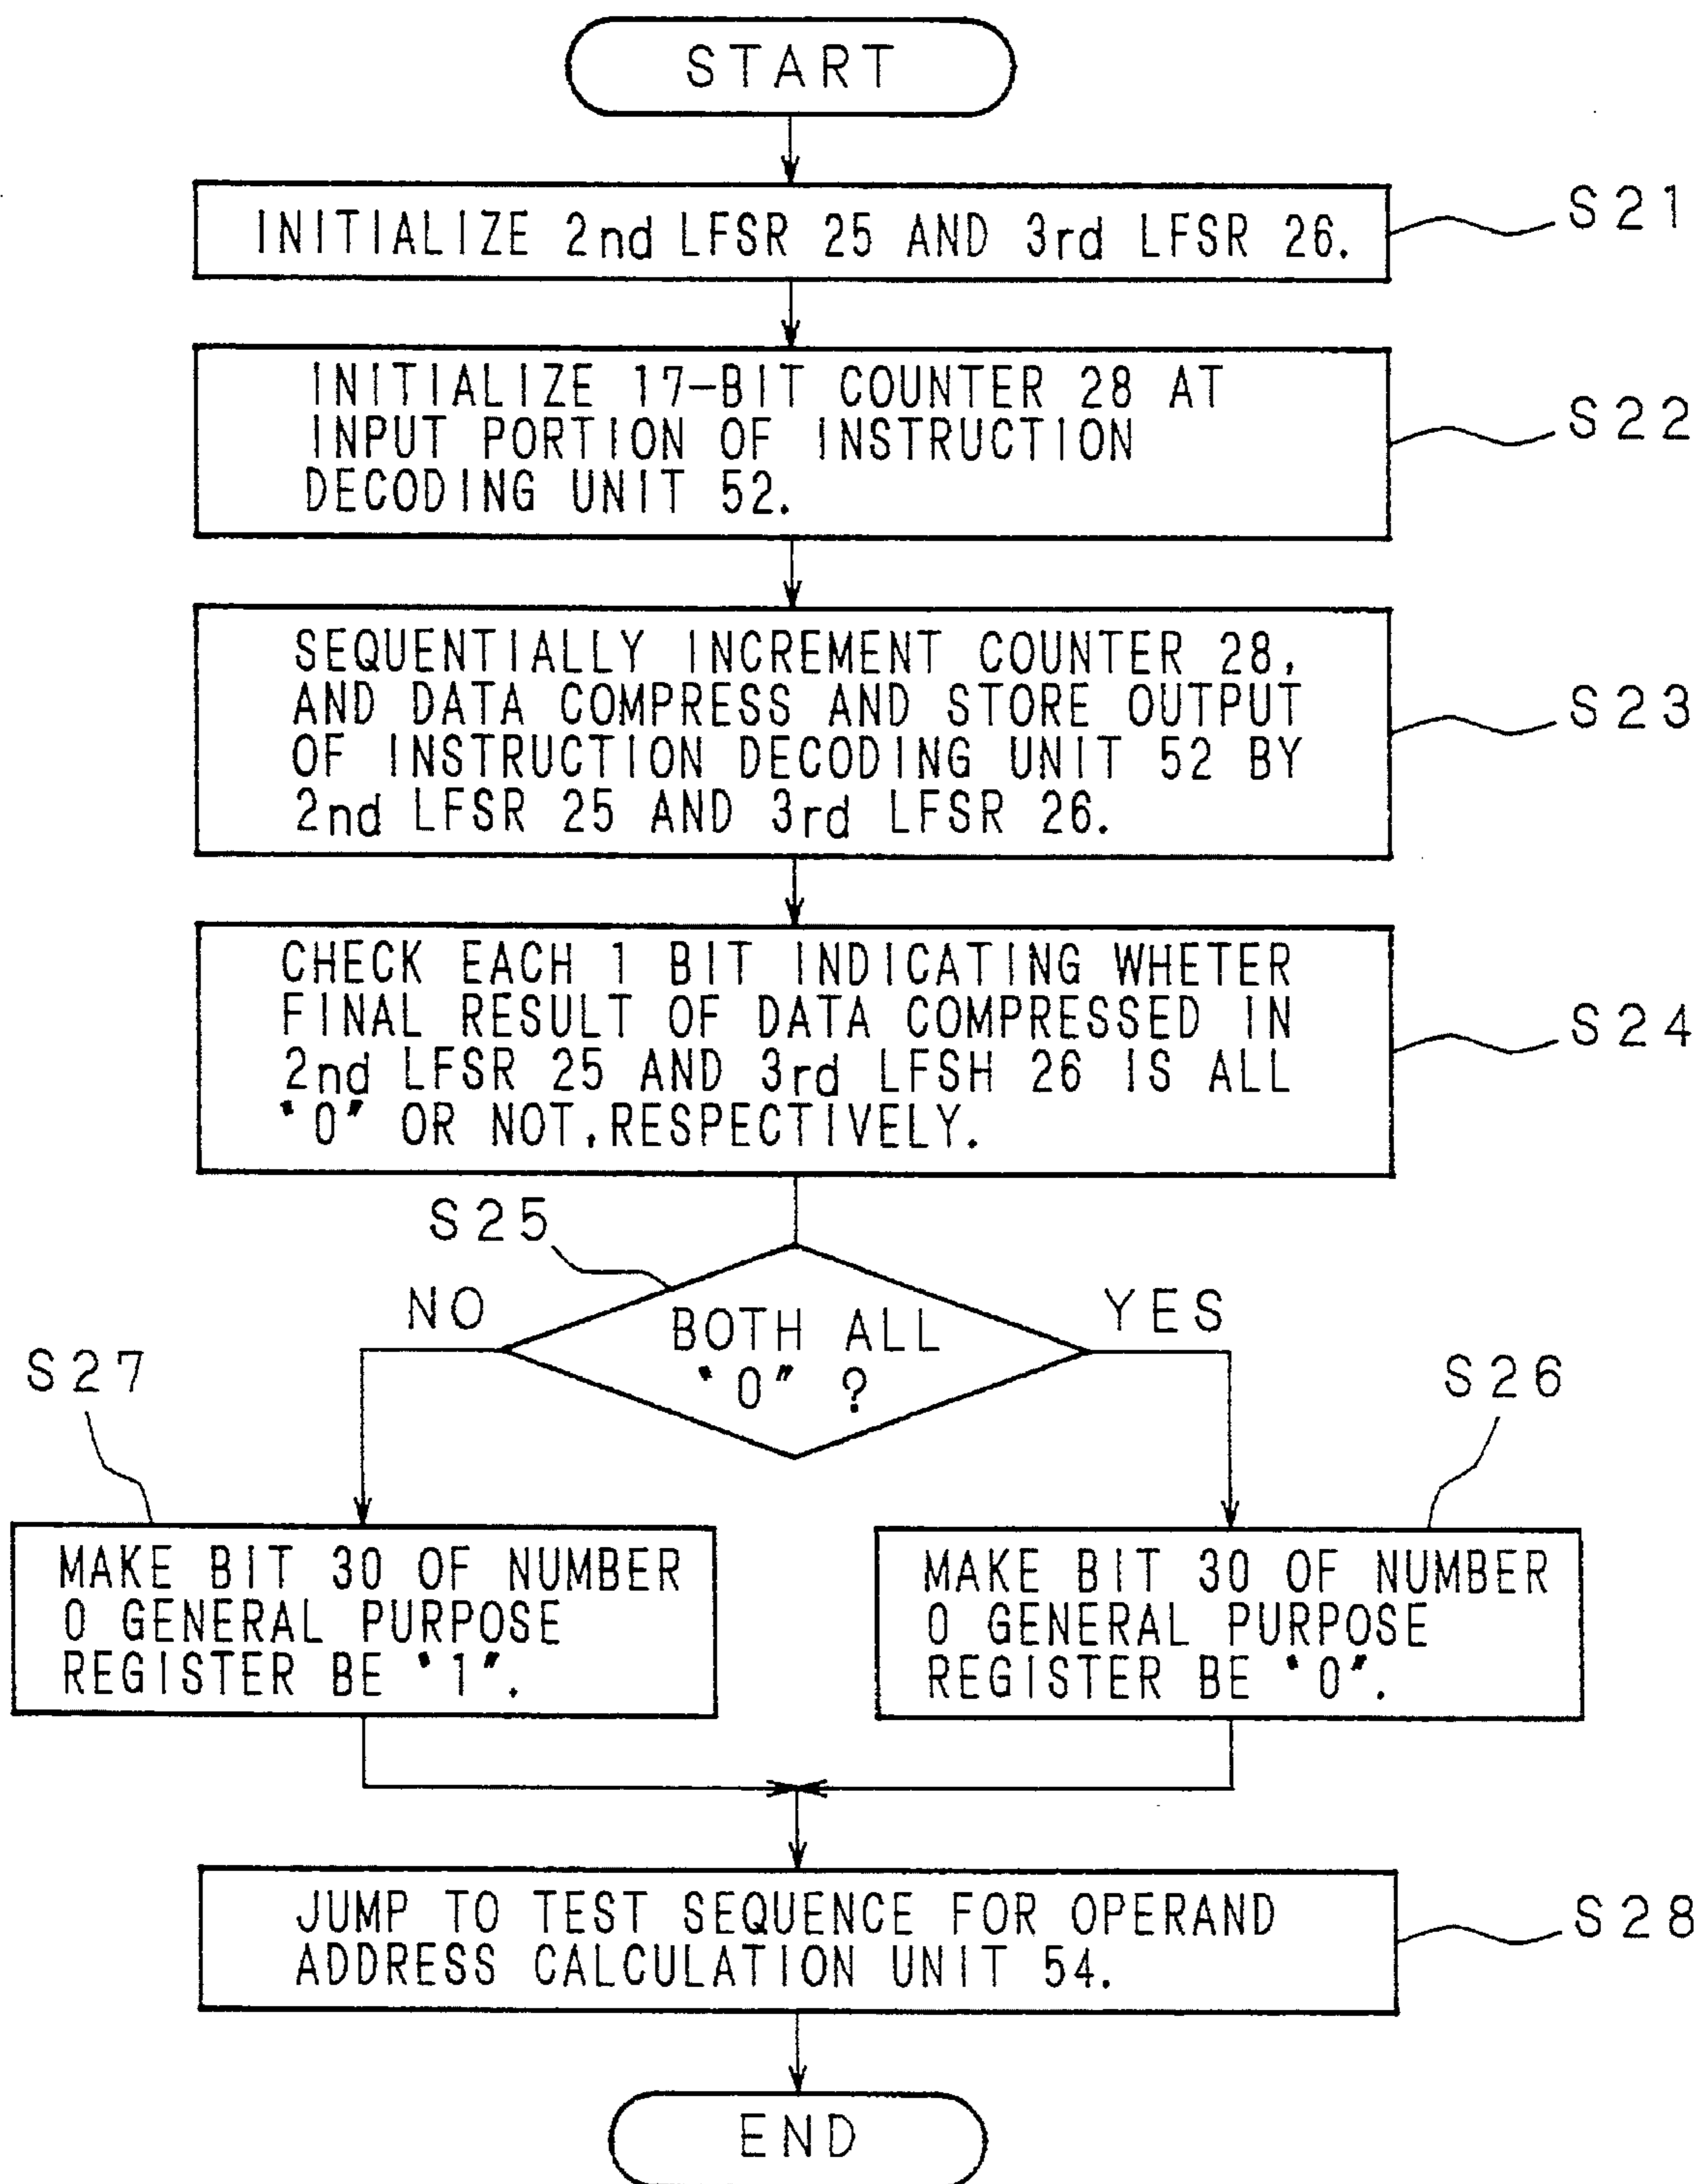 START
INITIALIZE 2nd LFSR 25 AND 3rd LFSR 26.
S21
INITIALIZE 17-BIT COUNTER 28 AT
INPUT PORTION OF INSTRUCTION
DECODING UNIT 52.
S22
SEQUENTIALLY INCREMENT COUNTER 28,
AND DATA COMPRESS AND STORE OUTPUT
OF INSTRUCTION DECODING UNIT 52 BY
2nd LFSR 25 AND 3rd LFSR 26.
S23
CHECK EACH 1 BIT INDICATING WHETER
FINAL RESULT OF DATA COMPRESSED IN
2nd LFSR 25 AND 3rd LFSH 26 IS ALL
"0" OR NOT,RESPECTIVELY.
S24
S25
NO
BOTH ALL
"0" ?
YES
S27
S26
MAKE BIT 30 OF NUMBER
0 GENERAL PURPOSE
REGISTER BE "1".
MAKE BIT 30 OF NUMBER
0 GENERAL PURPOSE
REGISTER BE "0".
JUMP TO TEST SEQUENCE FOR OPERAND
ADDRESS CALCULATION UNIT 54.
S28
END